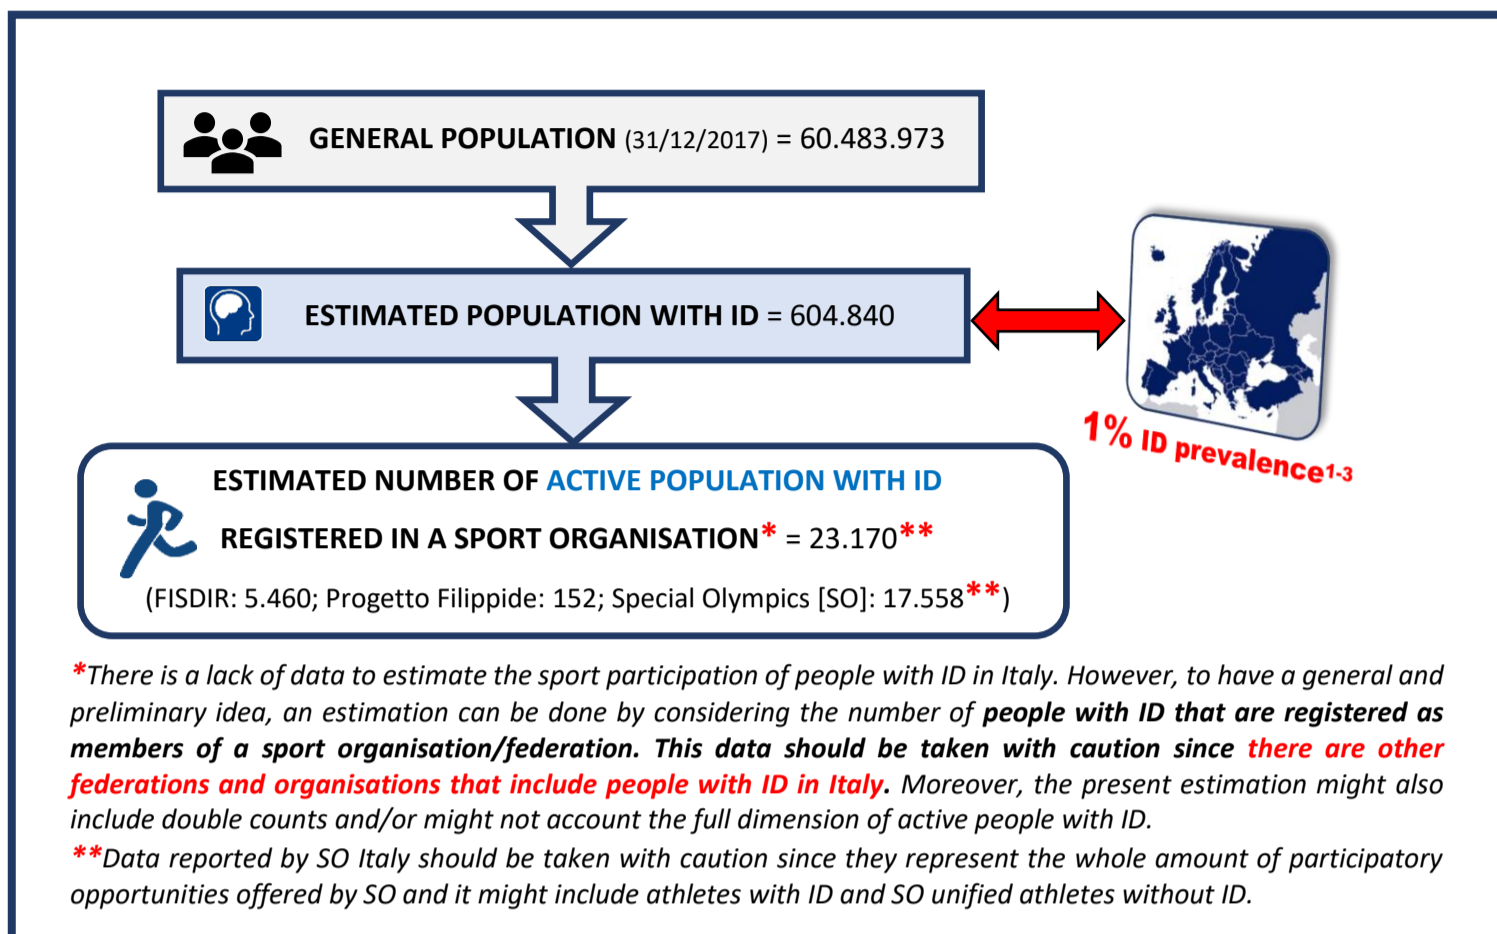 GENERAL POPULATION (31/12/2017) = 60.483.973
ESTIMATED POPULATION WITH ID = 604.840
1% ID prevalence¹⁻³
ESTIMATED NUMBER OF ACTIVE POPULATION WITH ID
REGISTERED IN A SPORT ORGANISATION* = 23.170**
(FISDIR: 5.460; Progetto Filippide: 152; Special Olympics [SO]: 17.558**)
*There is a lack of data to estimate the sport participation of people with ID in Italy. However, to have a general and
preliminary idea, an estimation can be done by considering the number of people with ID that are registered as
members of a sport organisation/federation. This data should be taken with caution since there are other
federations and organisations that include people with ID in Italy. Moreover, the present estimation might also
include double counts and/or might not account the full dimension of active people with ID.
**Data reported by SO Italy should be taken with caution since they represent the whole amount of participatory
opportunities offered by SO and it might include athletes with ID and SO unified athletes without ID.